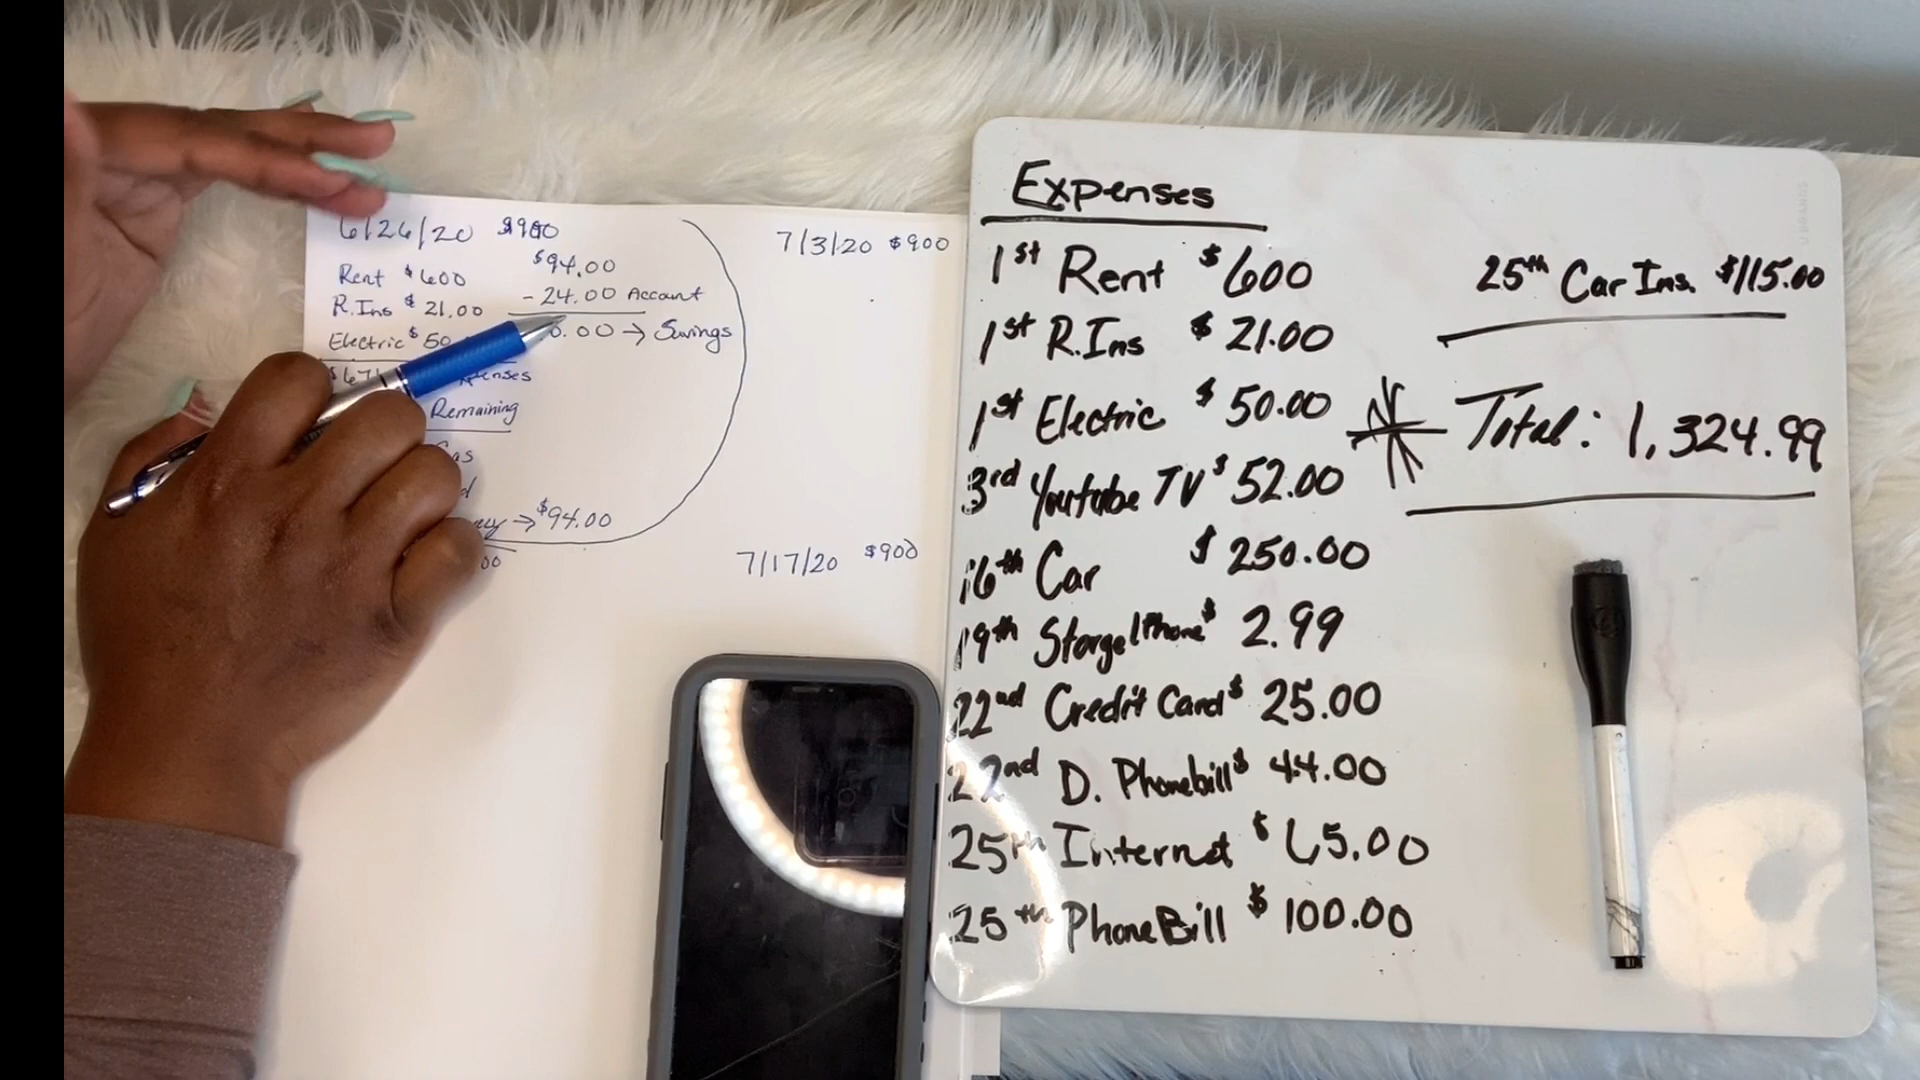 6/26/20 $900
Rent $600
R.Ins $21.00
Electric $50
$94.00
- 24.00 Account
0.00 → Savings
Remaining
→ $94.00
7/3/20 $900
7/17/20 $900
Expenses
1st Rent $600
1st R.Ins $21.00
1st Electric $50.00
3rd Youtube TV $52.00
16th Car $250.00
19th Storge IPhone $2.99
22nd Credit Card $25.00
22nd D. Phonebill $44.00
25th Internet $65.00
25th Phone Bill $100.00
25th Car Ins. $115.00
Total: 1,324.99